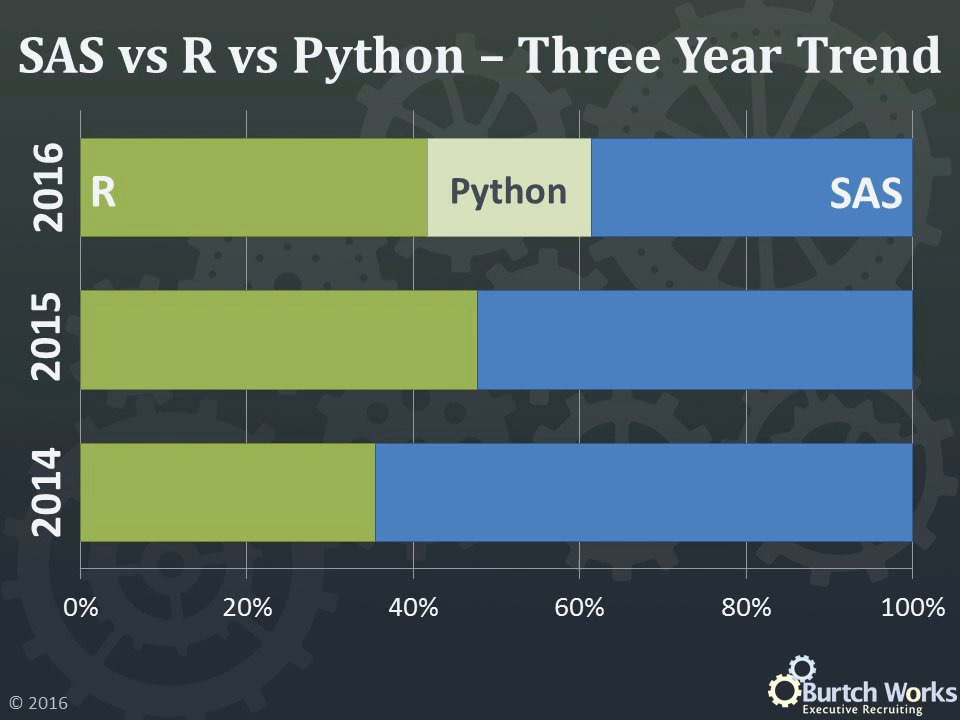 SAS vs R vs Python – Three Year Trend
2016
R
Python
SAS
2015
2014
0%
20%
40%
60%
80%
100%
© 2016
Burtch Works
Executive Recruiting